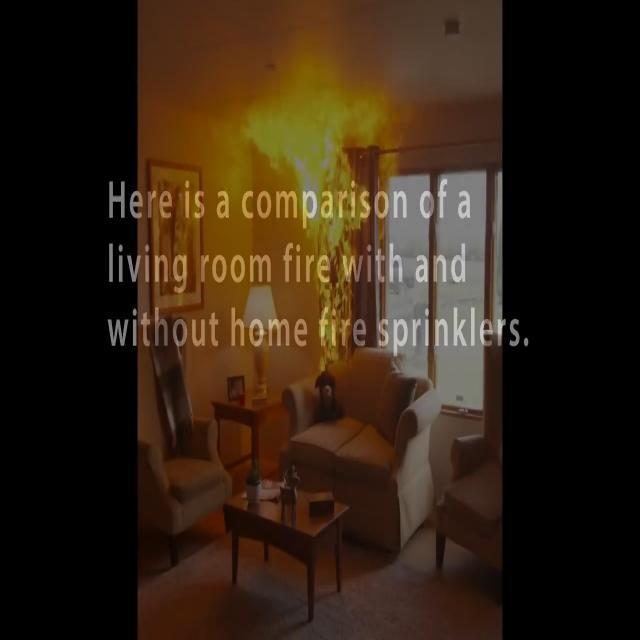 Here is a comparison of a
living room fire with and
without home fire sprinklers.